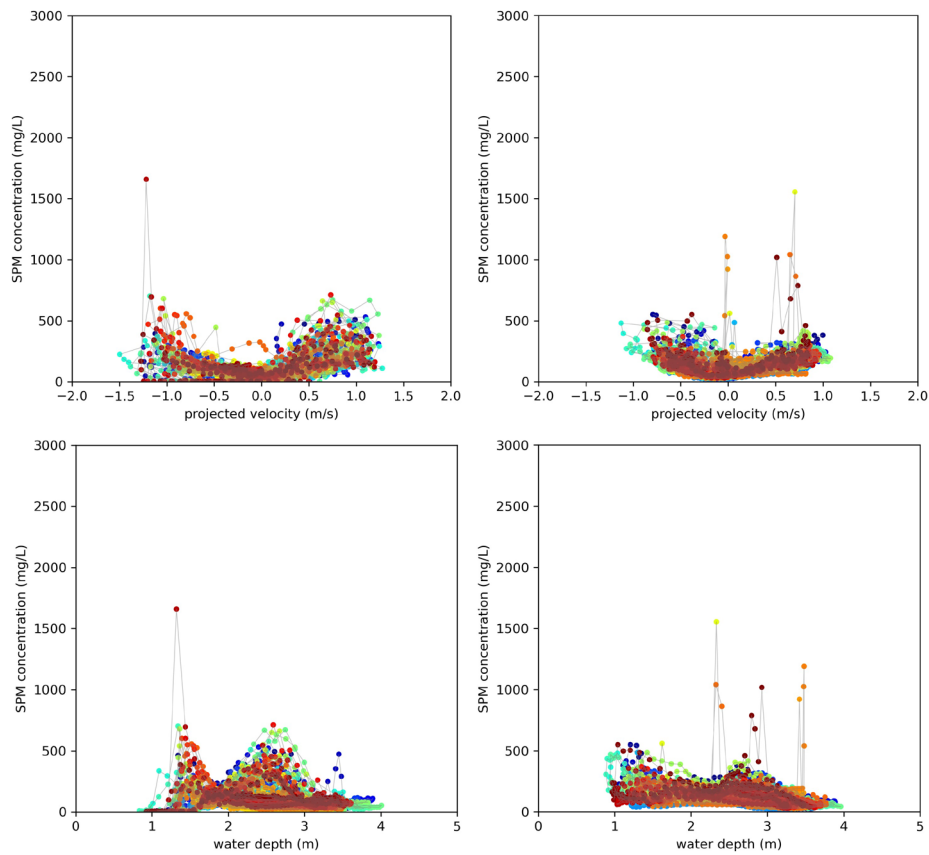 3000
2500
2000
1500
1000
500
0
SPM concentration (mg/L)
−2.0 −1.5 −1.0 −0.5 0.0 0.5 1.0 1.5 2.0
projected velocity (m/s)
3000
2500
2000
1500
1000
500
0
SPM concentration (mg/L)
−2.0 −1.5 −1.0 −0.5 0.0 0.5 1.0 1.5 2.0
projected velocity (m/s)
3000
2500
2000
1500
1000
500
0
SPM concentration (mg/L)
0 1 2 3 4 5
water depth (m)
3000
2500
2000
1500
1000
500
0
SPM concentration (mg/L)
0 1 2 3 4 5
water depth (m)